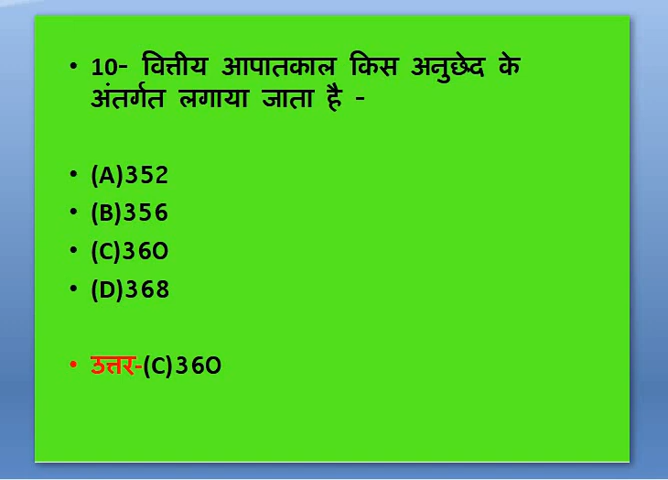 • 10- वित्तीय आपातकाल किस अनुछेद के
अंतर्गत लगाया जाता है -
• (A)352
• (B)356
• (C)360
• (D)368
• उत्तर-(C)360